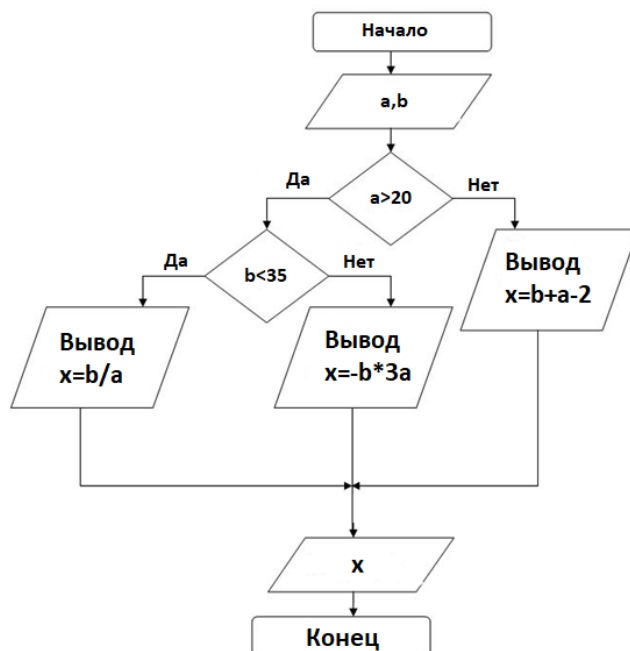 Начало
a,b
a>20
Да
Нет
b<35
Да
Нет
Вывод
x=b+a-2
Вывод
x=b/a
Вывод
x=-b*3a
x
Конец